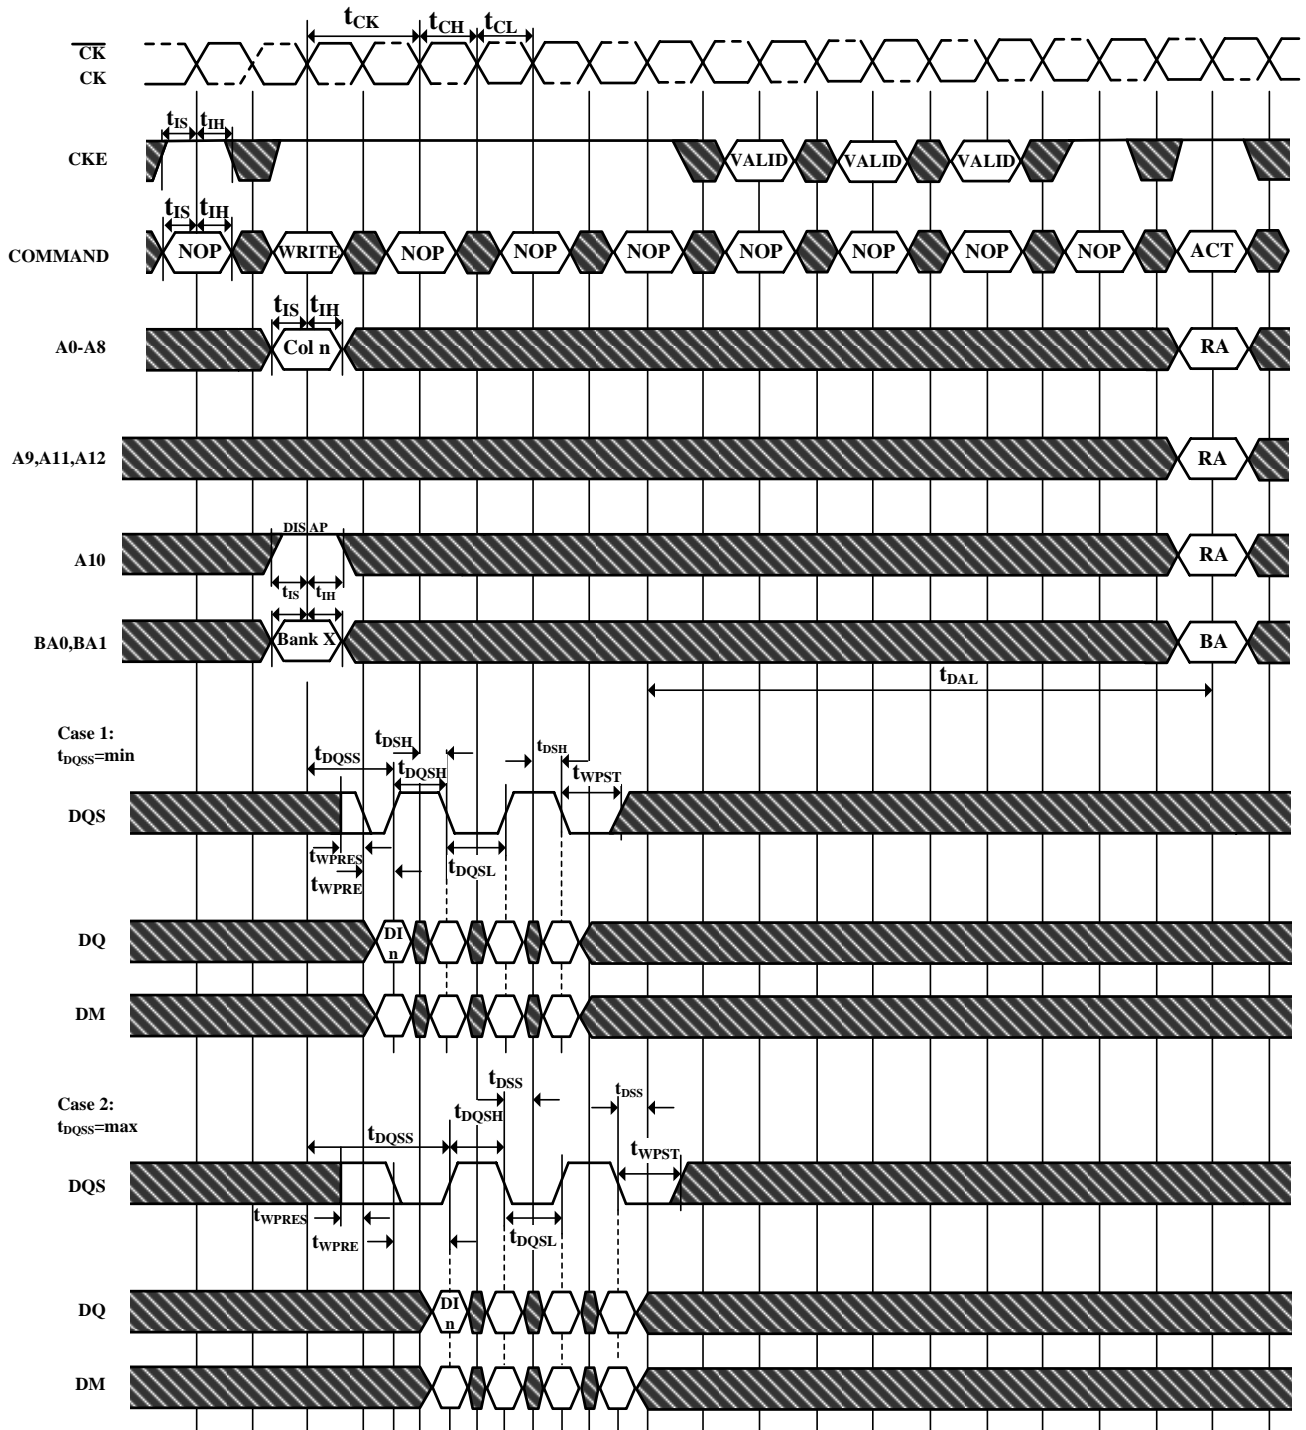 tCK tCH tCL
CK
CK
tIS tIH
CKE VALID VALID VALID
tIS tIH
COMMAND NOP WRITE NOP NOP NOP NOP NOP NOP NOP ACT
tIS tIH
A0-A8 Col n RA
A9,A11,A12 RA
DIS AP
A10 RA
tIS tIH
BA0,BA1 Bank X BA
tDAL
Case 1:
tDQSS=min
tDSH tDSH
tDQSS tDQSH tWPST
DQS
tWPRES tDQSL
tWPRE
DQ DI n
DM
Case 2:
tDQSS=max
tDSS tDSS
tDQSS tDQSH tWPST
DQS
tWPRES
tWPRE tDQSL
DQ DI n
DM